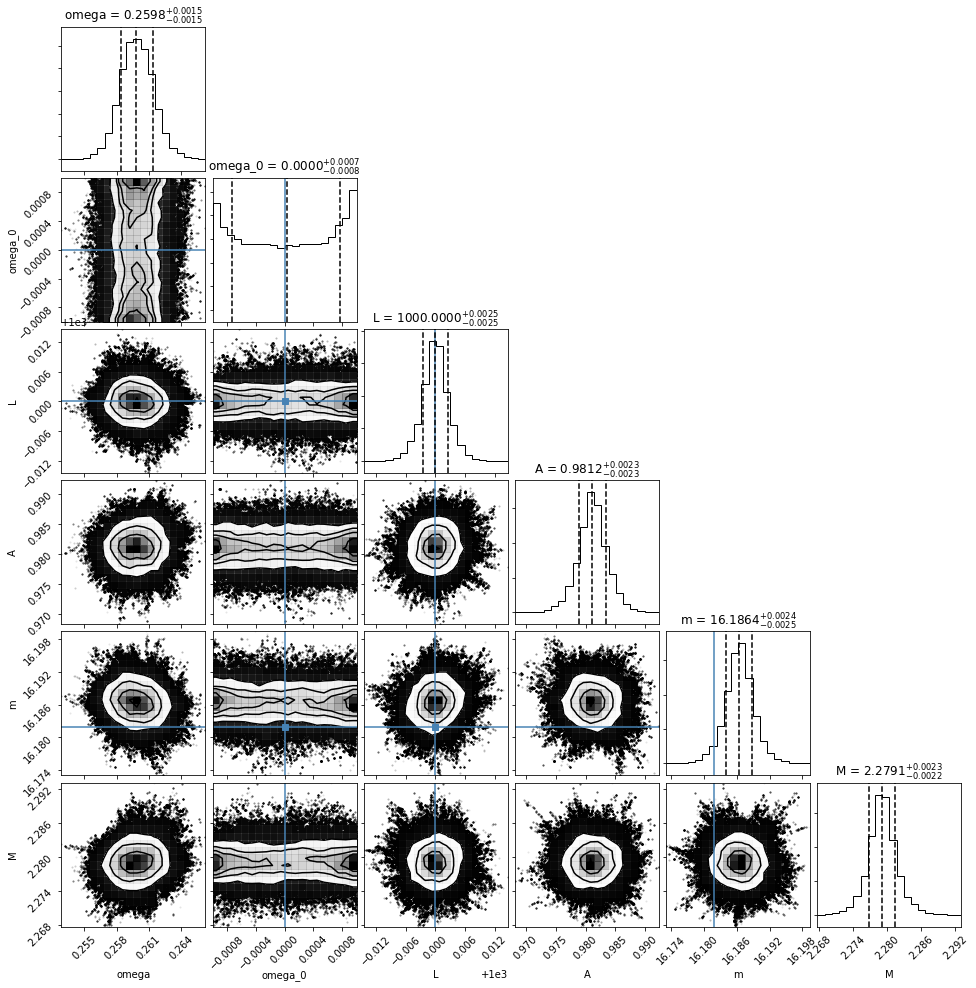 omega = 0.2598+0.0015−0.0015
omega_0 = 0.0000+0.0007−0.0008
omega_0
0.0008
0.0004
0.0000
−0.0004
−0.0008
+1e3
L = 1000.0000+0.0025−0.0025
L
0.012
0.006
0.000
−0.006
−0.012
A = 0.9812+0.0023−0.0023
A
0.990
0.985
0.980
0.975
0.970
m = 16.1864+0.0024−0.0025
m
16.198
16.192
16.186
16.180
16.174
M = 2.2791+0.0023−0.0022
M
2.292
2.286
2.280
2.274
2.268
0.255 0.258 0.261 0.264
−0.0008 −0.0004 0.0000 0.0004 0.0008
−0.012 −0.006 0.000 0.006 0.012
0.970 0.975 0.980 0.985 0.990
16.174 16.180 16.186 16.192 16.198
2.268 2.274 2.280 2.286 2.292
omega omega_0 L +1e3 A m M